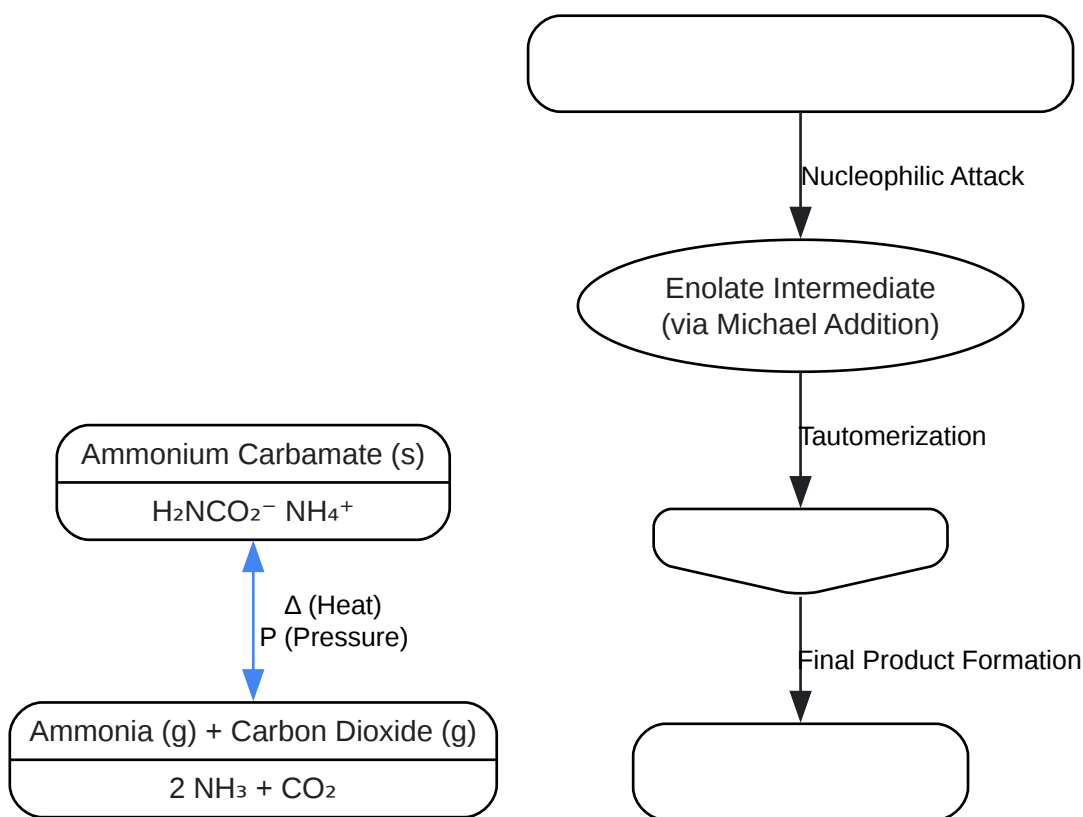 Nucleophilic Attack
Enolate Intermediate
(via Michael Addition)
Tautomerization
Final Product Formation
Ammonium Carbamate (s)
H₂NCO₂⁻ NH₄⁺
Δ (Heat)
P (Pressure)
Ammonia (g) + Carbon Dioxide (g)
2 NH₃ + CO₂